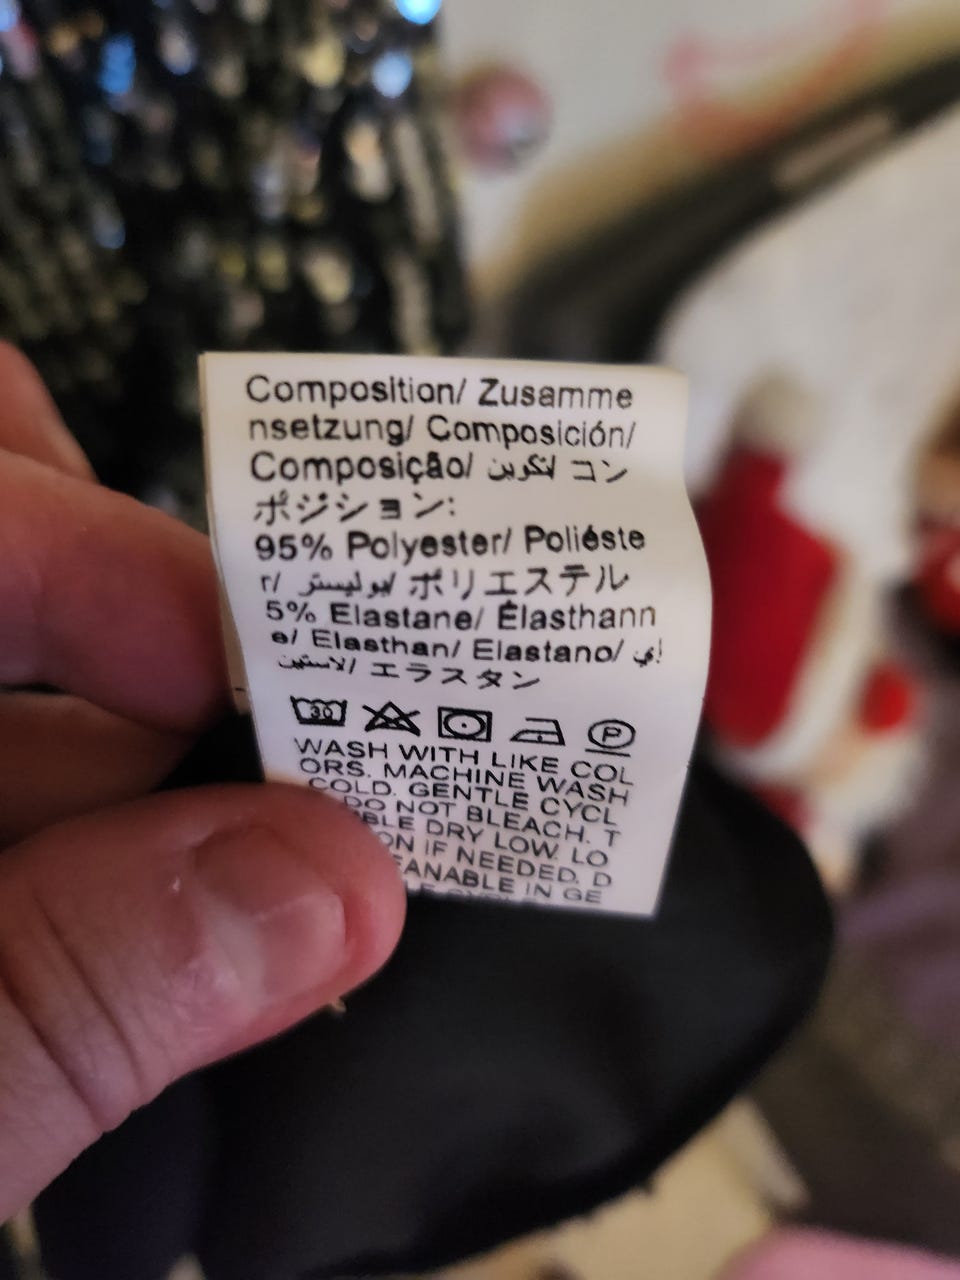 Composition/ Zusamme
nsetzung/ Composición/
Composição/ تكوين/ コン
ポジション:
95% Polyester/ Poliéste
r/ بوليستر/ ポリエステル
5% Elastane/ Élasthann
e/ Elasthan/ Elastano/ إي
لاستين/ エラスタン
30 P
WASH WITH LIKE COL
ORS. MACHINE WASH
COLD. GENTLE CYCL
DO NOT BLEACH. T
BLE DRY LOW. LO
ON IF NEEDED. D
EANABLE IN GE